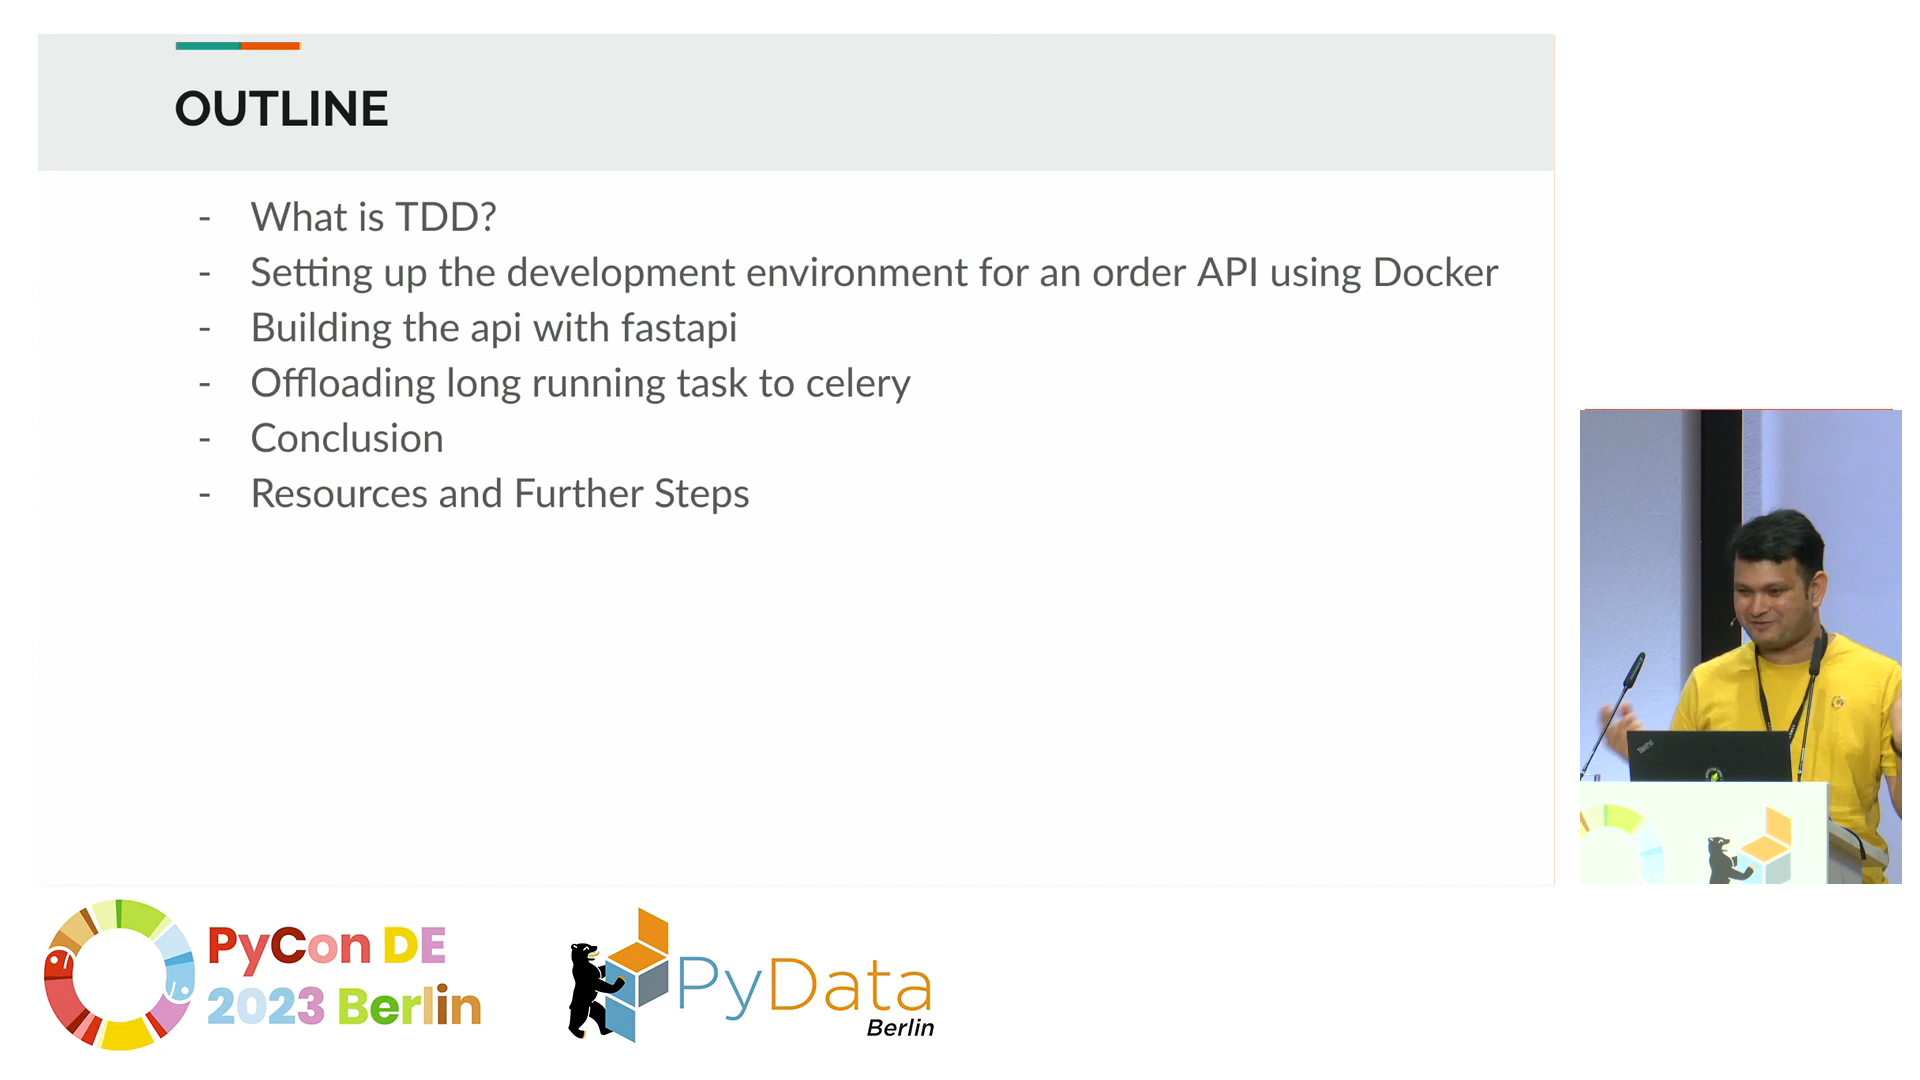 OUTLINE
- What is TDD?
- Setting up the development environment for an order API using Docker
- Building the api with fastapi
- Offloading long running task to celery
- Conclusion
- Resources and Further Steps
PyCon DE
2023 Berlin
PyData
Berlin
ThinkPad